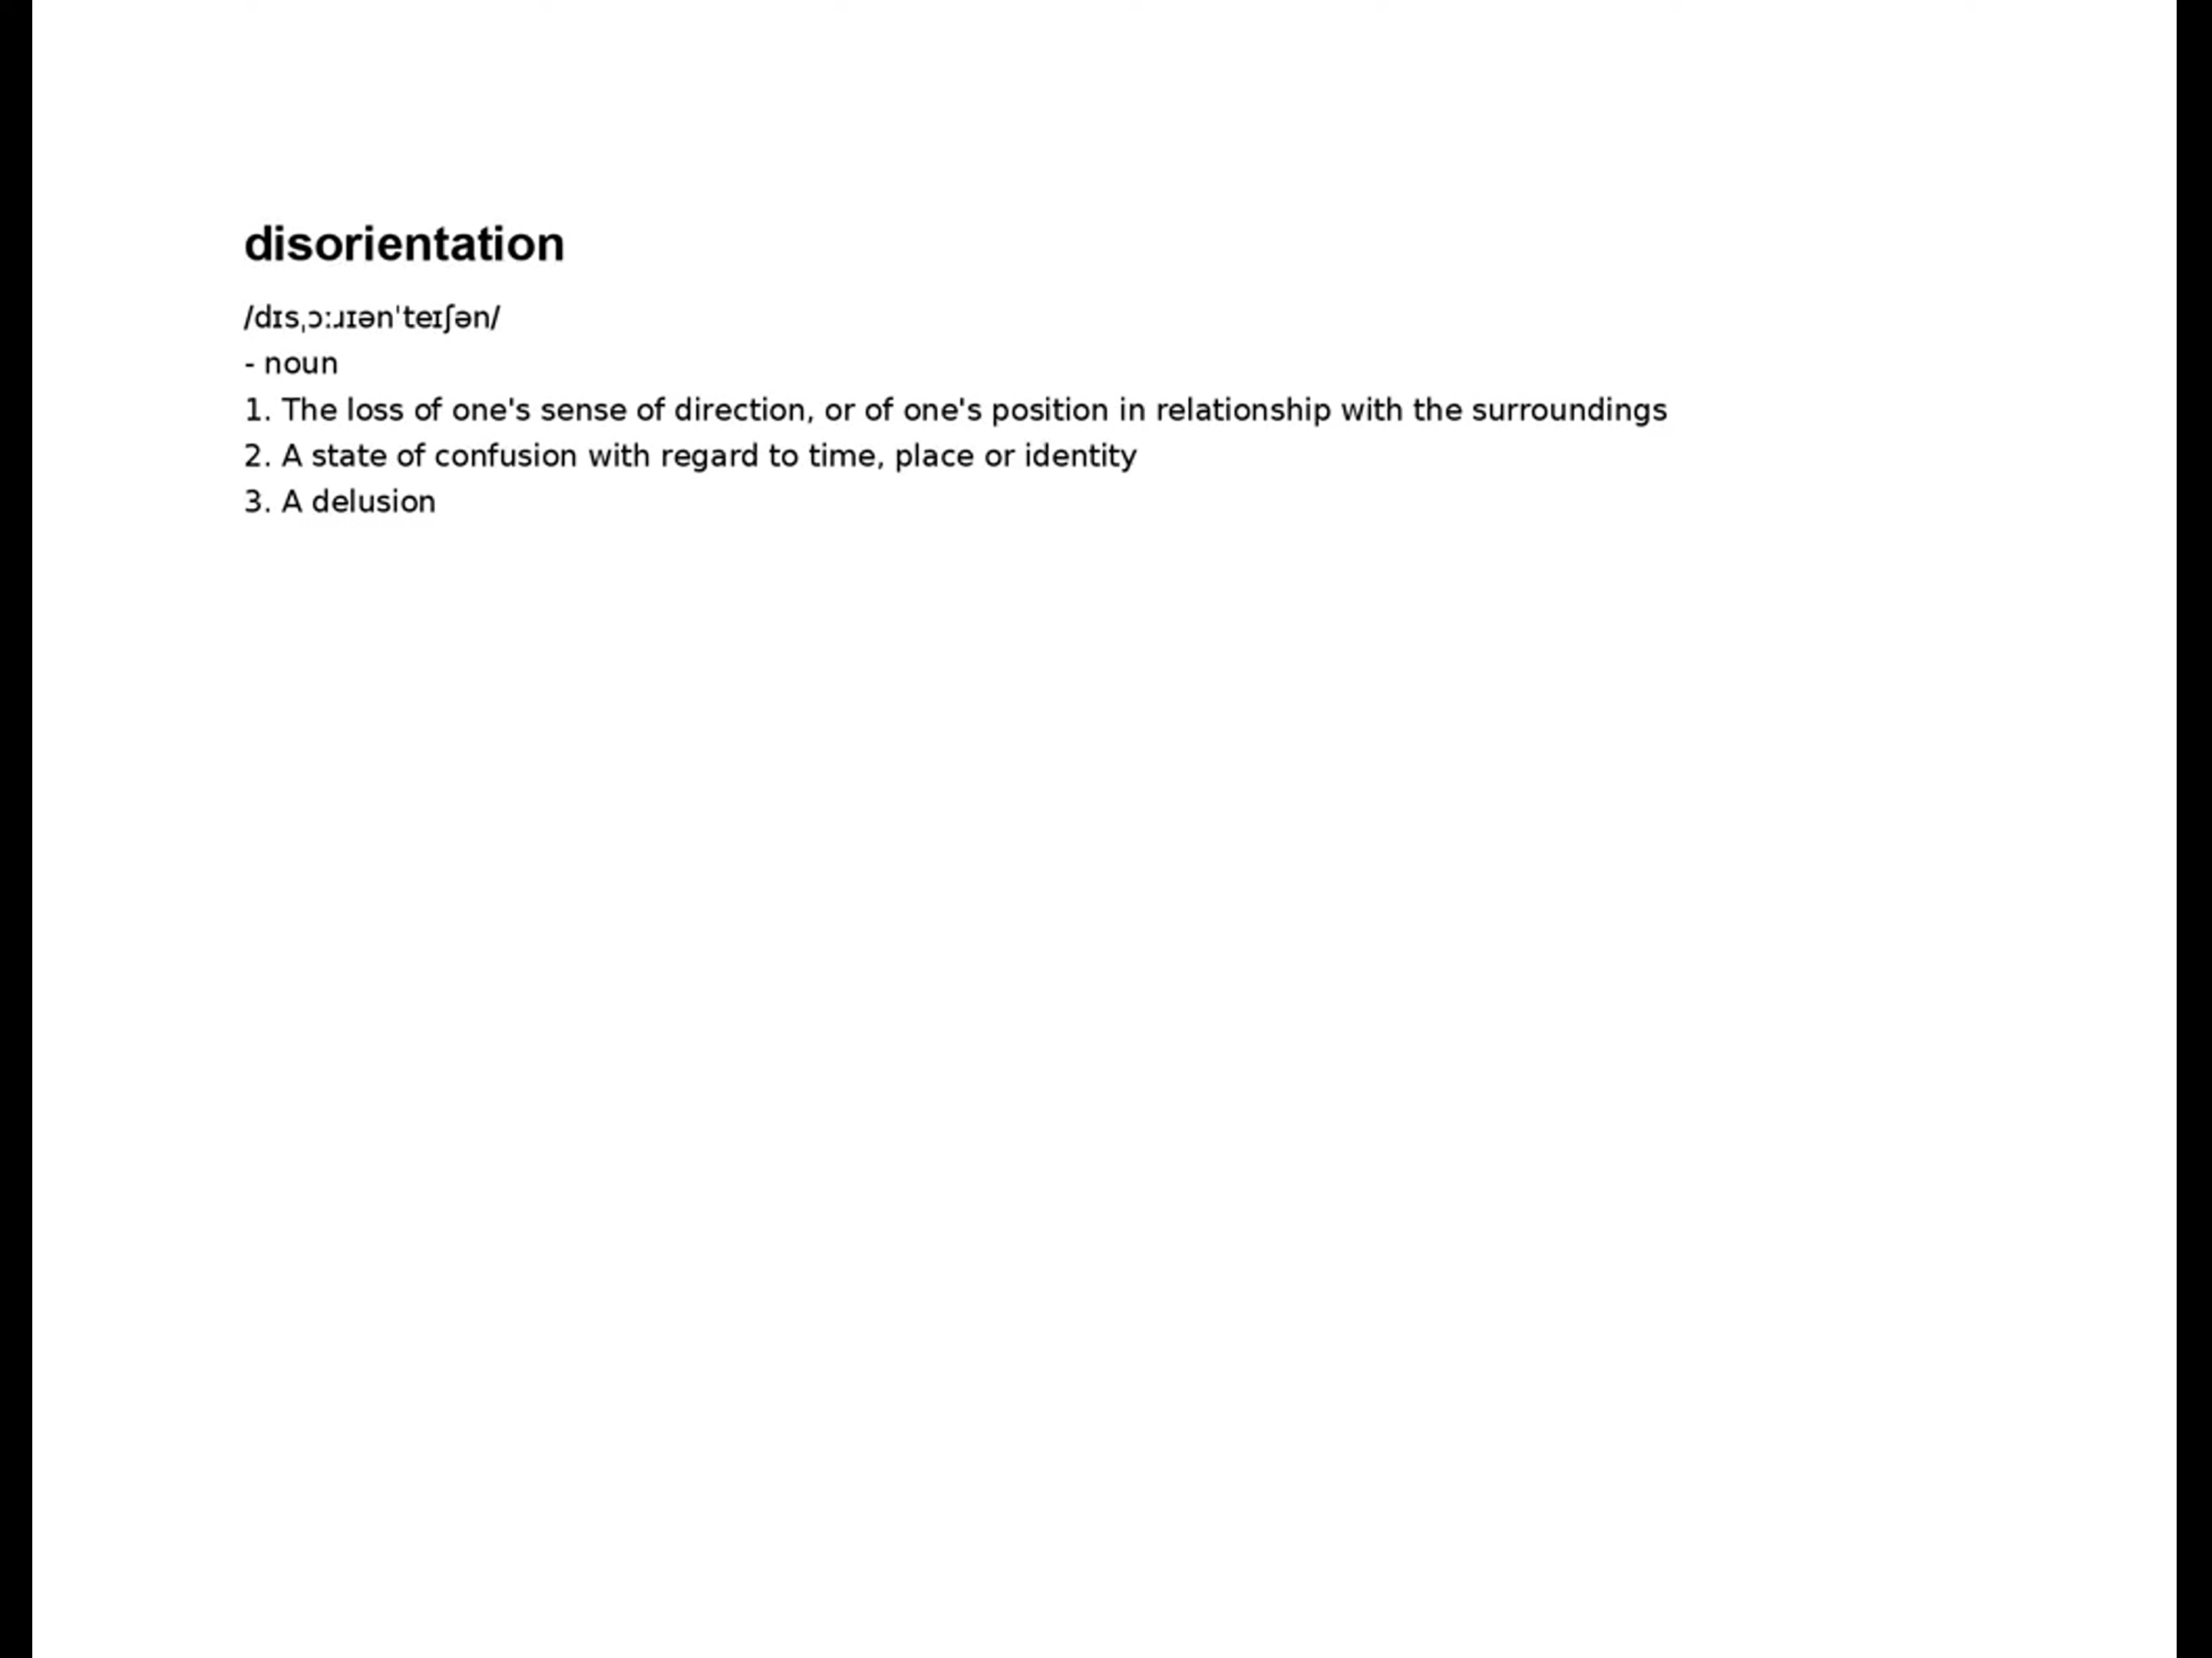 disorientation
/dɪsˌɔːɹɪənˈteɪʃən/
- noun
1. The loss of one's sense of direction, or of one's position in relationship with the surroundings
2. A state of confusion with regard to time, place or identity
3. A delusion